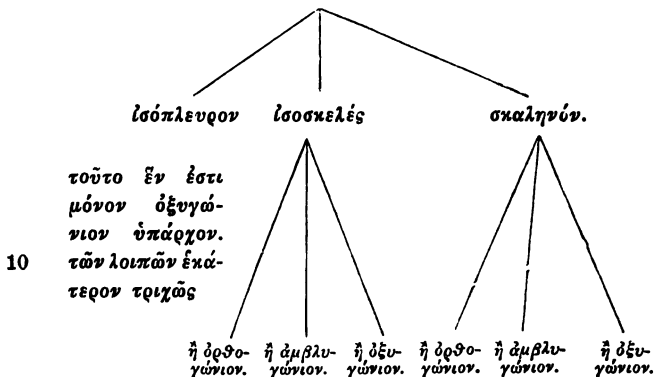 ἰσόπλευρον ἰσοσκελές σκαληνόν.
τοῦτο ἕν ἐστι
μόνον ὀξυγώ-
νιον ὑπάρχον.
10 τῶν λοιπῶν ἑκά-
τερον τριχῶς
ἢ ὀρθο- ἢ ἀμβλυ- ἢ ὀξυ- ἢ ὀρθο- ἢ ἀμβλυ- ἢ ὀξυ-
γώνιον. γώνιον. γώνιον. γώνιον. γώνιον. γώνιον.